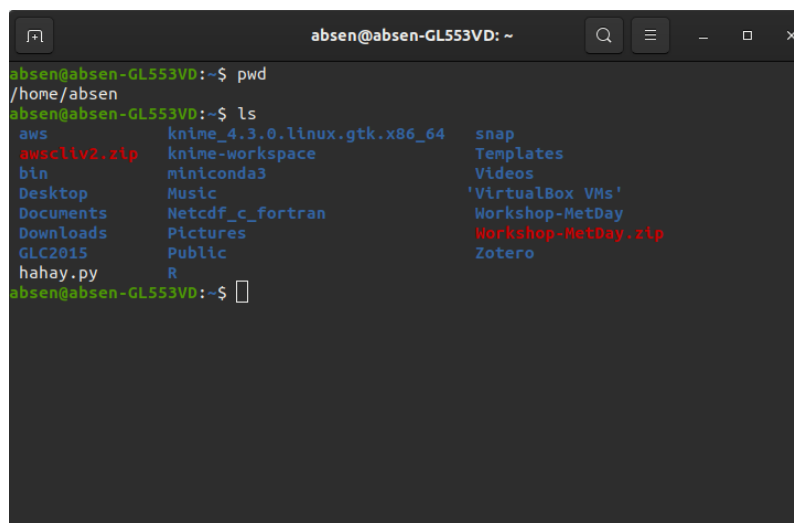 absen@absen-GL553VD: ~
absen@absen-GL553VD:~$ pwd
/home/absen
absen@absen-GL553VD:~$ ls
aws knime_4.3.0.linux.gtk.x86_64 snap
awscliv2.zip knime-workspace Templates
bin miniconda3 Videos
Desktop Music 'VirtualBox VMs'
Documents Netcdf_c_fortran Workshop-MetDay
Downloads Pictures Workshop-MetDay.zip
GLC2015 Public Zotero
hahay.py R
absen@absen-GL553VD:~$